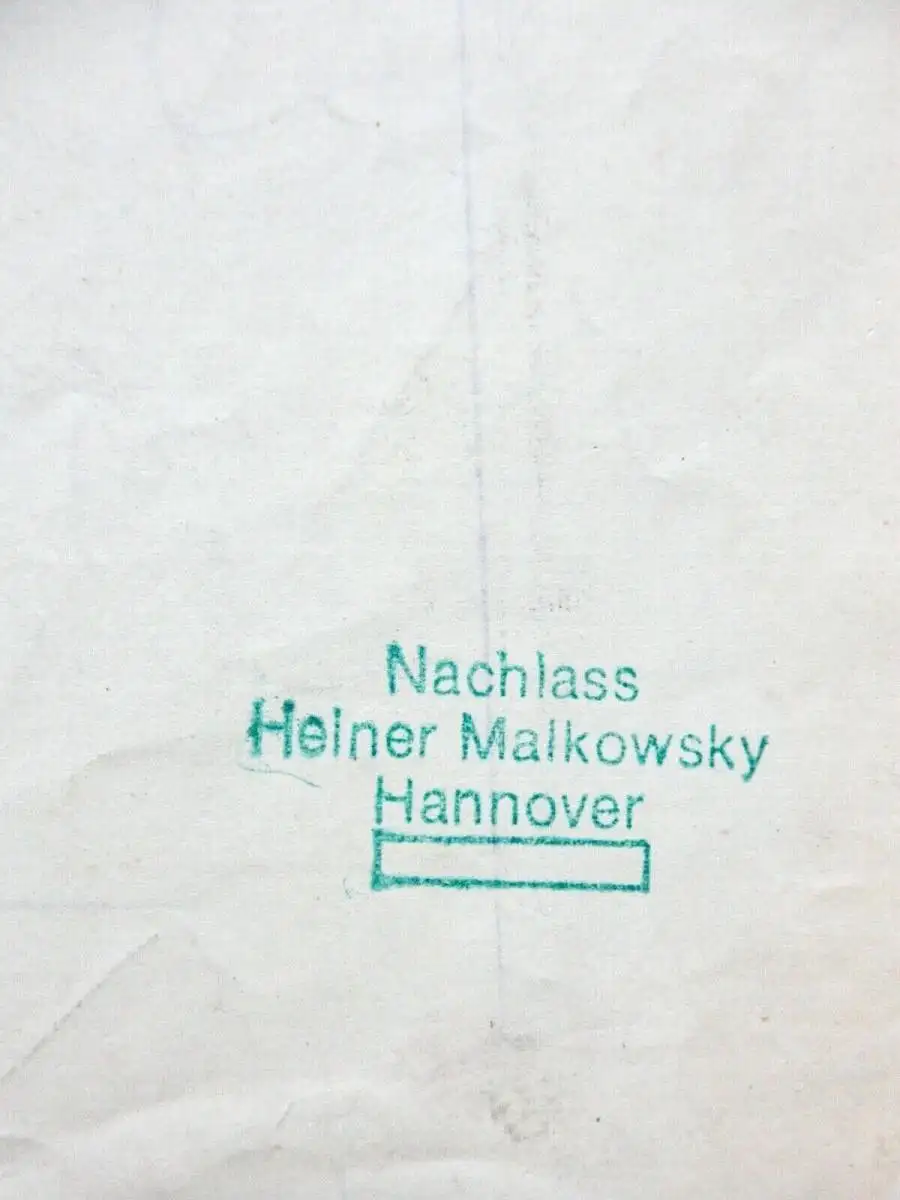 Nachlass
Heiner Malkowsky
Hannover